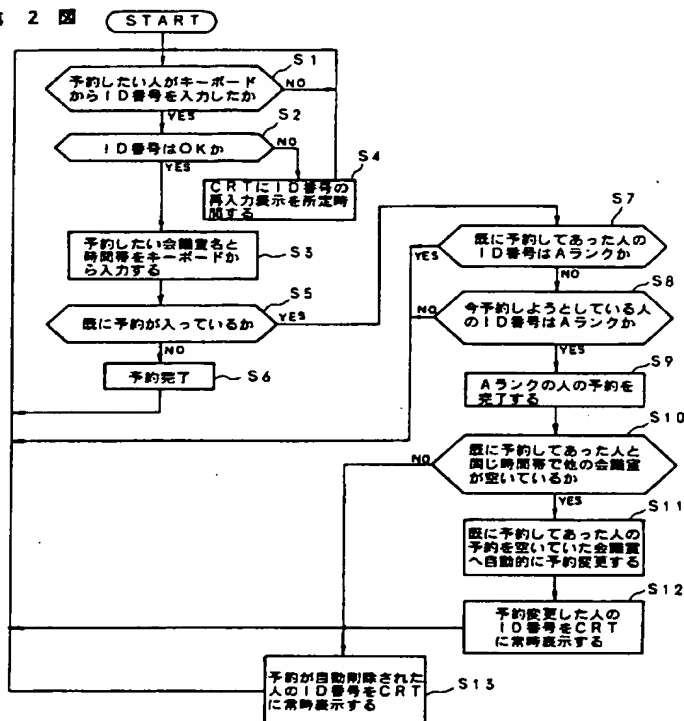 第 2 図
START
S1
予約したい人がキーボード
からID番号を入力したか
NO
YES
S2
ID番号はOKか
NO
YES
S4
CRTにID番号の
再入力表示を所定時
間する
予約したい会議室名と
時間帯をキーボードか
ら入力する
S3
S5
既に予約が入っているか
YES
NO
予約完了
S6
S7
既に予約してあった人の
ID番号はAランクか
YES
NO
S8
今予約しようとしている人
のID番号はAランクか
NO
YES
S9
Aランクの人の予約を
完了する
S10
既に予約してあった人と
同じ時間帯で他の会議室
が空いているか
NO
YES
S11
既に予約してあった人の
予約を空いていた会議室
へ自動的に予約変更する
S12
予約変更した人の
ID番号をCRT
に常時表示する
予約が自動削除された
人のID番号をCRT
に常時表示する
S13